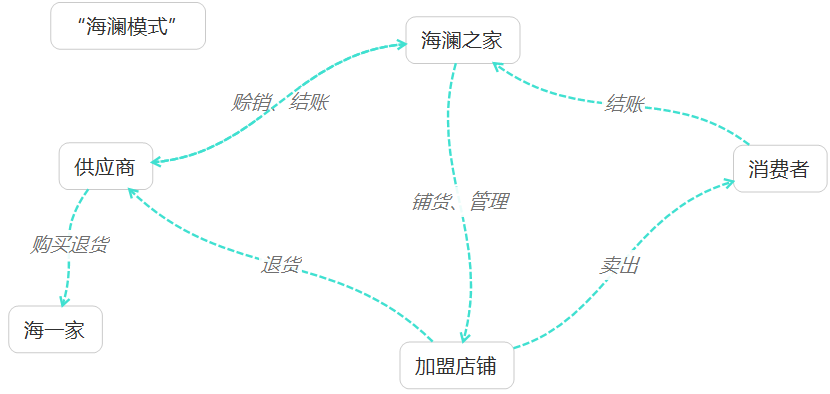 “海澜模式”
海澜之家
赊销、结账
结账
供应商
消费者
铺货、管理
购买退货
退货
卖出
海一家
加盟店铺